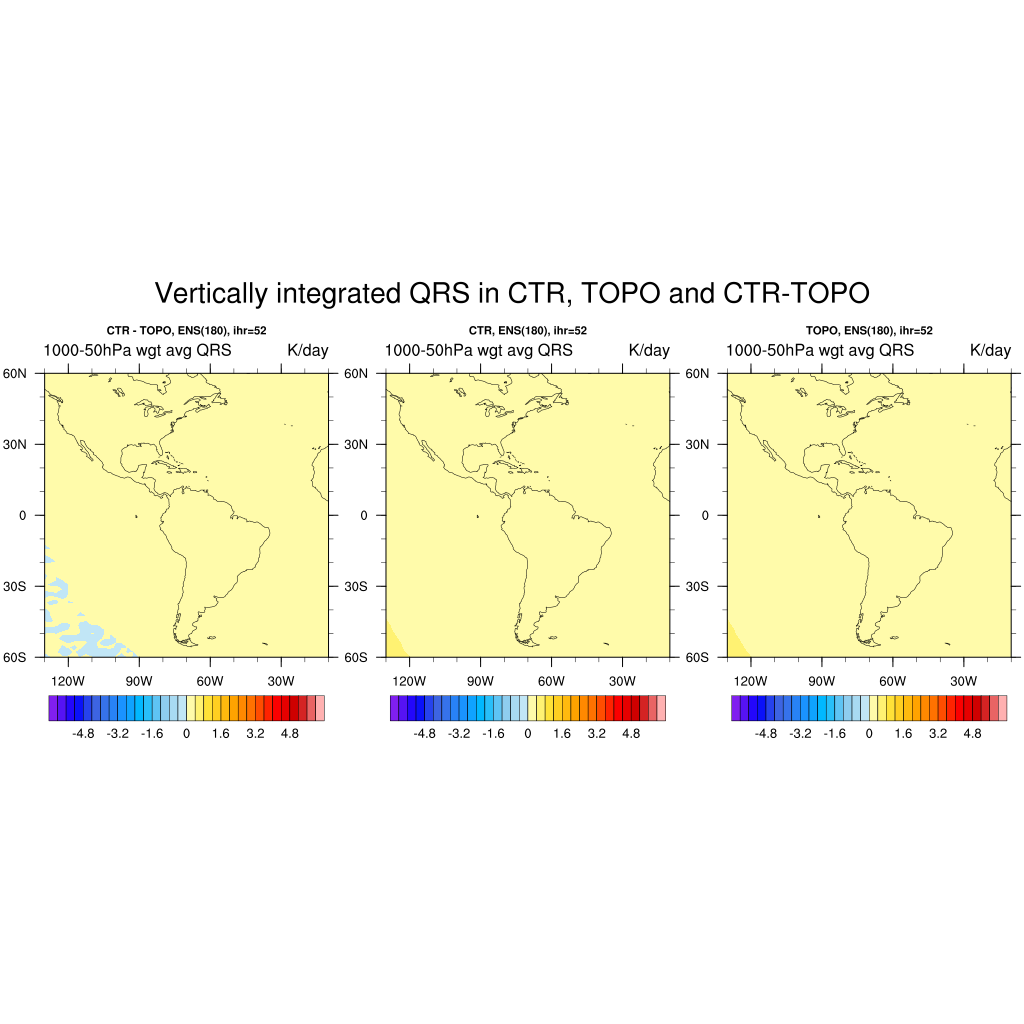 Vertically integrated QRS in CTR, TOPO and CTR-TOPO
CTR - TOPO, ENS(180), ihr=52
1000-50hPa wgt avg QRS K/day
60N
30N
0
30S
60S
120W 90W 60W 30W
-4.8 -3.2 -1.6 0 1.6 3.2 4.8
CTR, ENS(180), ihr=52
1000-50hPa wgt avg QRS K/day
60N
30N
0
30S
60S
120W 90W 60W 30W
-4.8 -3.2 -1.6 0 1.6 3.2 4.8
TOPO, ENS(180), ihr=52
1000-50hPa wgt avg QRS K/day
60N
30N
0
30S
60S
120W 90W 60W 30W
-4.8 -3.2 -1.6 0 1.6 3.2 4.8